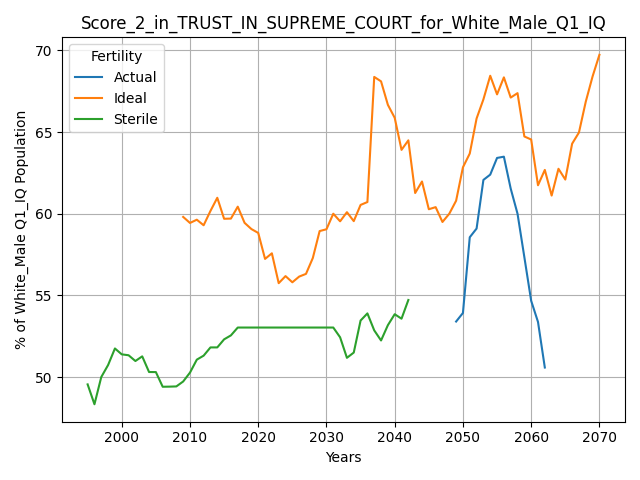 Score_2_in_TRUST_IN_SUPREME_COURT_for_White_Male_Q1_IQ
Fertility
Actual
Ideal
Sterile
% of White_Male Q1_IQ Population
70
65
60
55
50
2000 2010 2020 2030 2040 2050 2060 2070
Years